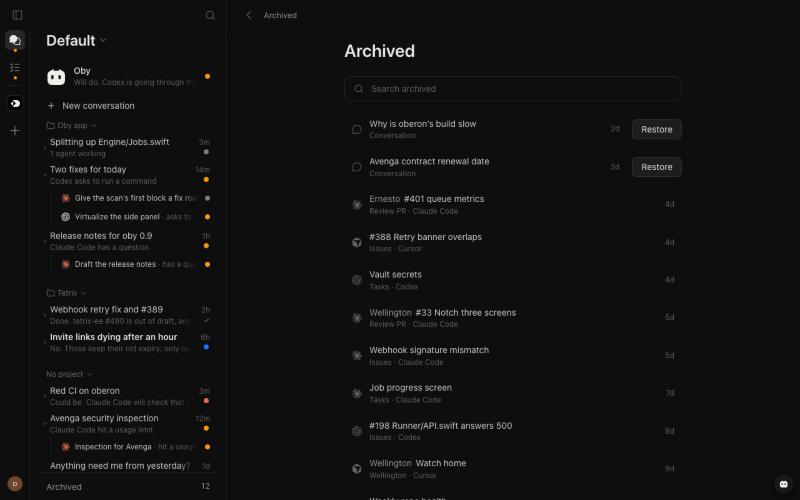 Default
Oby
Will do. Codex is going through
New conversation
Oby app
Splitting up Engine/Jobs.swift 3m
1 agent working
Two fixes for today 14m
Codex asks to run a command
Give the scan's first block a fix
Virtualize the side panel · asks to
Release notes for oby 0.9 1h
Claude Code has a question
Draft the release notes · has a
Tetrix
Webhook retry fix and #389 2h
Done. tetrix-ee #490 is out of draft,
Invite links dying after an hour 6h
No. Those keep their old expiry; only
No project
Red CI on oberon 3m
Could be. Claude Code will check that
Avenga security inspection 12m
Claude Code hit a usage limit
Inspection for Avenga · hit a
Anything need me from yesterday? 1d
Archived 12
D
Archived
Archived
Search archived
Why is oberon's build slow
Conversation
2d Restore
Avenga contract renewal date
Conversation
3d Restore
Ernesto #401 queue metrics
Review PR · Claude Code
4d
#388 Retry banner overlaps
Issues · Cursor
4d
Vault secrets
Tasks · Codex
4d
Wellington #33 Notch three screens
Review PR · Claude Code
5d
Webhook signature mismatch
Issues · Claude Code
5d
Job progress screen
Tasks · Claude Code
7d
#198 Runner/API.swift answers 500
Issues · Codex
8d
Wellington Watch home
Wellington · Cursor
9d